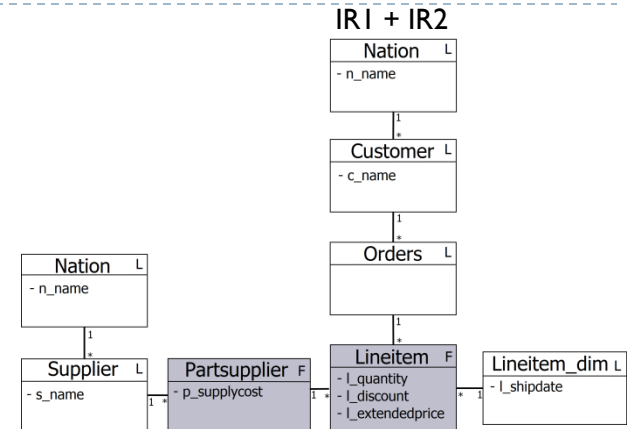 IR1 + IR2
Nation L
- n_name
1
*
Customer L
- c_name
1
*
Orders L
1
*
Nation L
- n_name
1
*
Supplier L
- s_name
1 *
Partsupplier F
- p_supplycost
1 *
Lineitem F
- l_quantity
- l_discount
- l_extendedprice
* 1
Lineitem_dim L
- l_shipdate